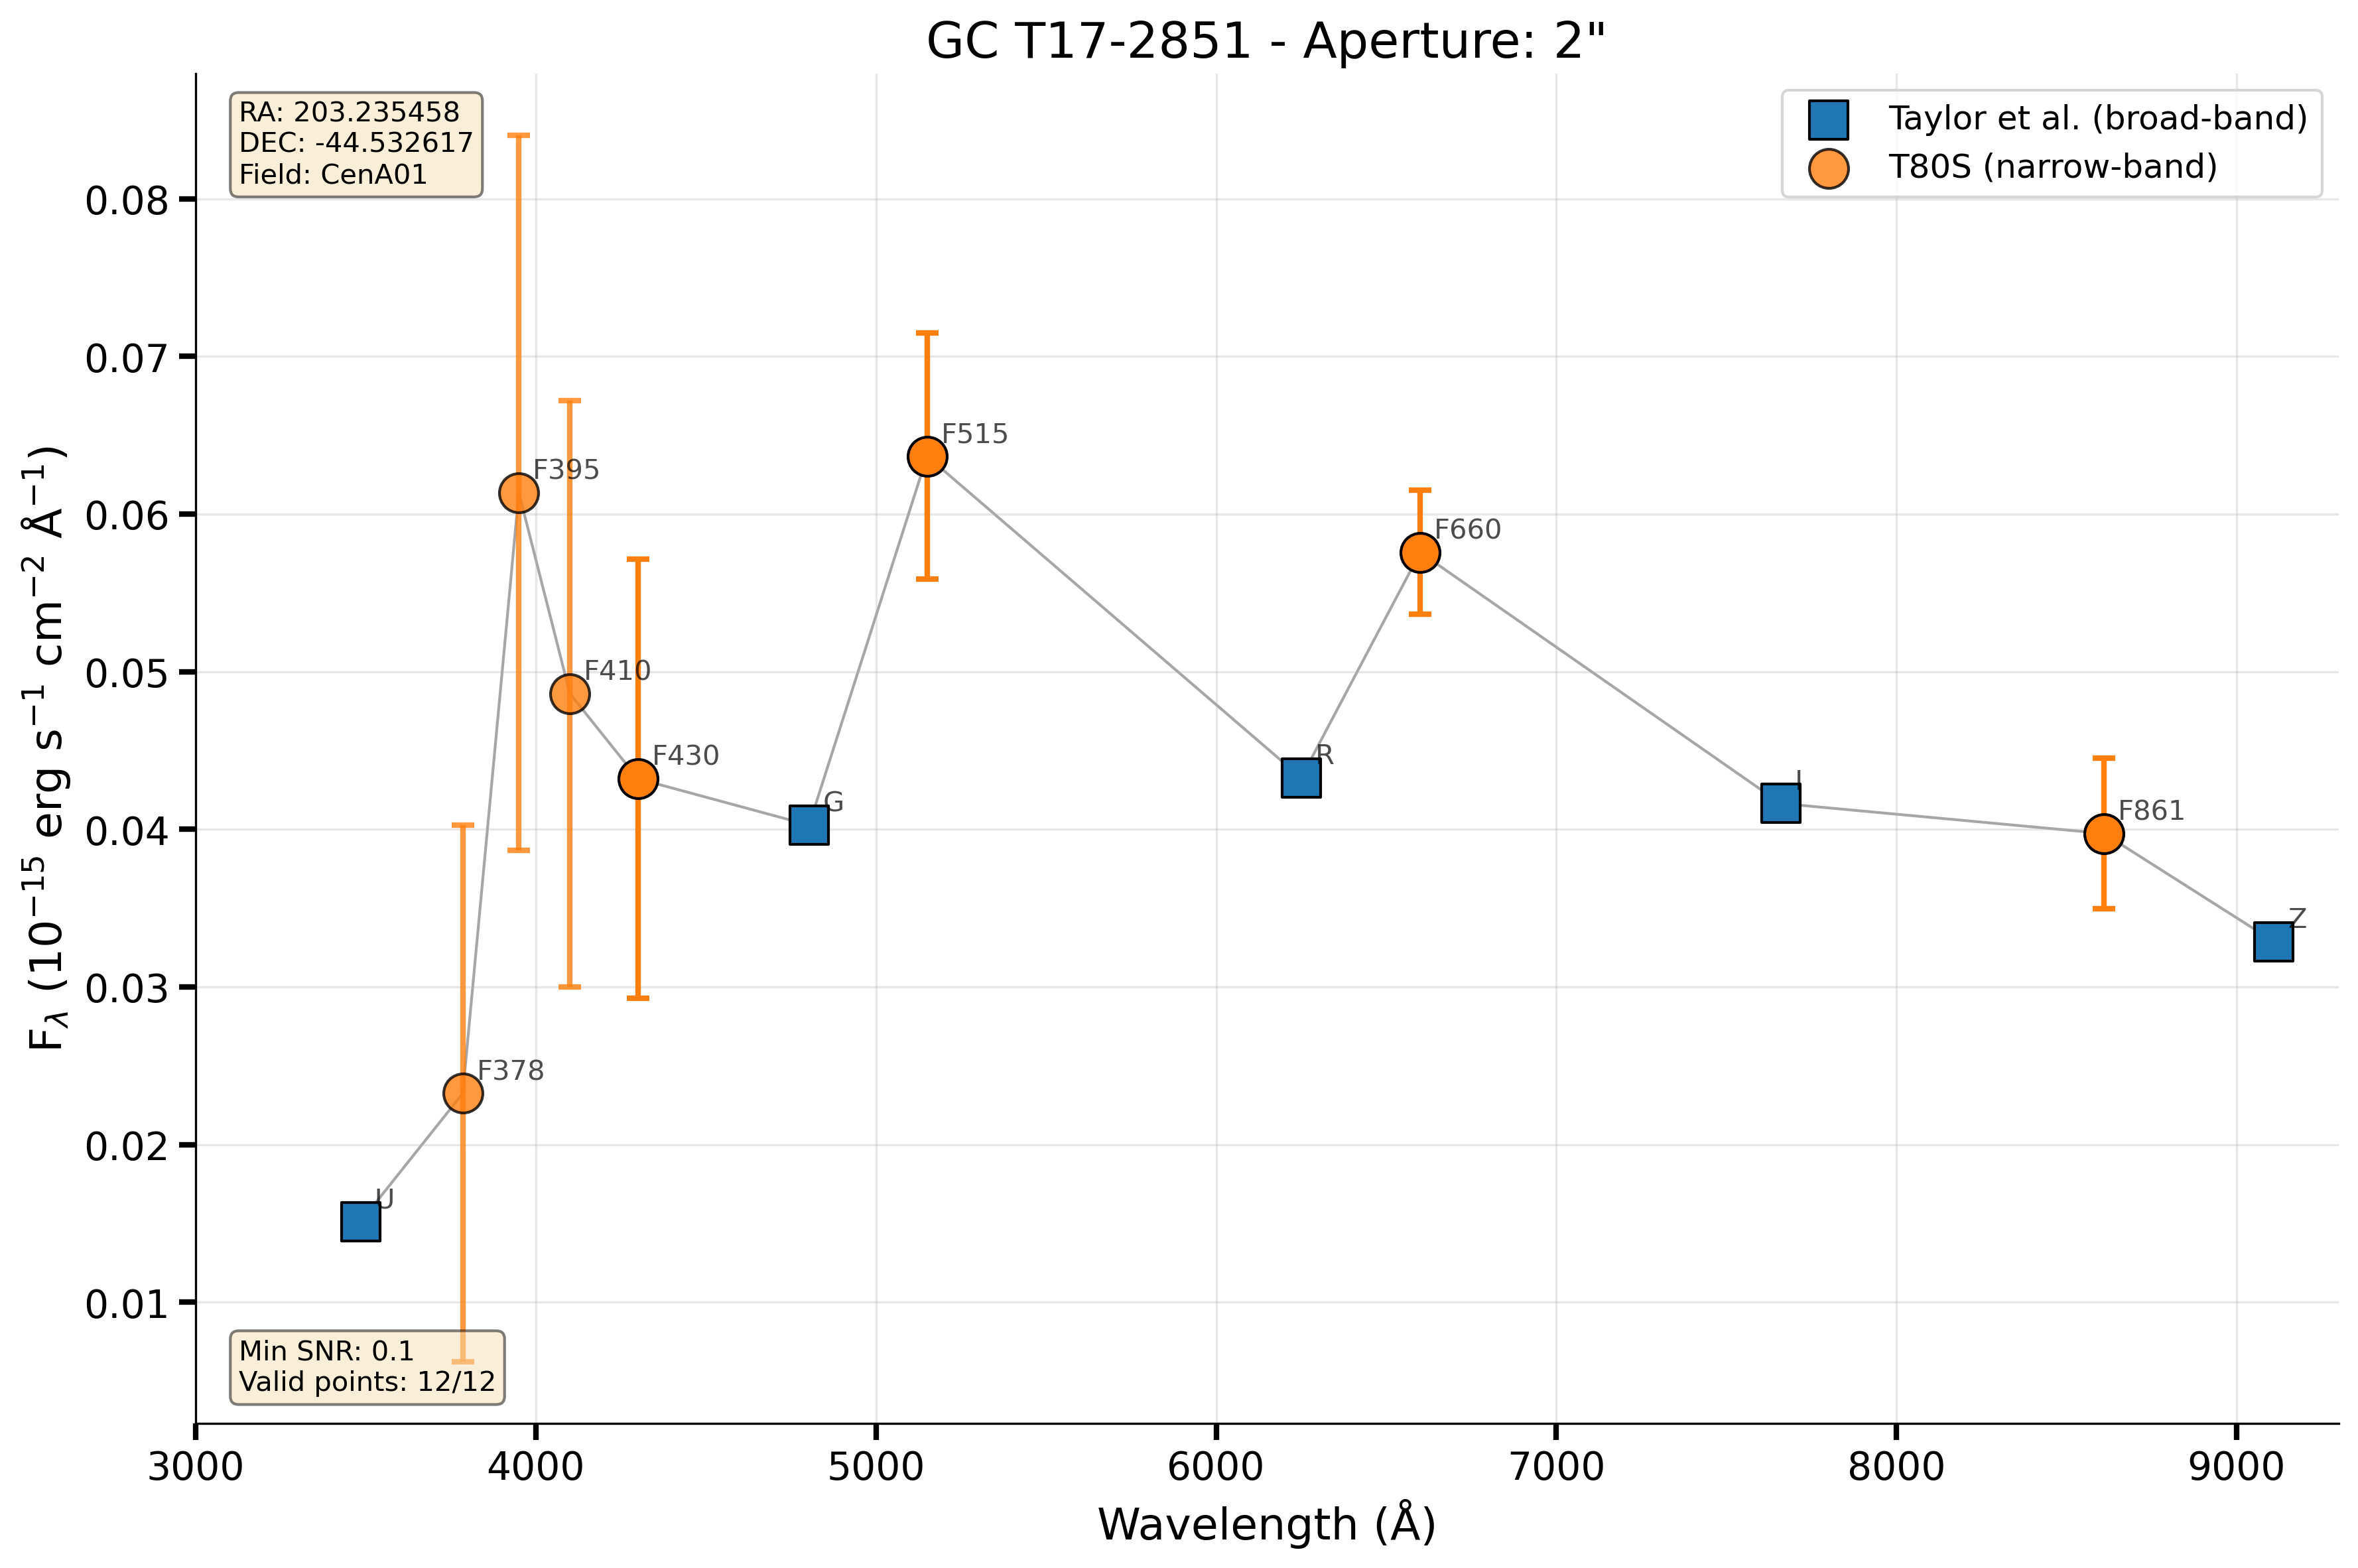 GC T17-2851 - Aperture: 2"
RA: 203.235458
DEC: -44.532617
Field: CenA01
Taylor et al. (broad-band)
T80S (narrow-band)
F$_{\lambda}$ (10$^{-15}$ erg s$^{-1}$ cm$^{-2}$ Å$^{-1}$)
0.08
0.07
0.06
0.05
0.04
0.03
0.02
0.01
F395
F515
F660
F410
F430
G
R
I
F861
Z
F378
U
Min SNR: 0.1
Valid points: 12/12
3000
4000
5000
6000
7000
8000
9000
Wavelength (Å)